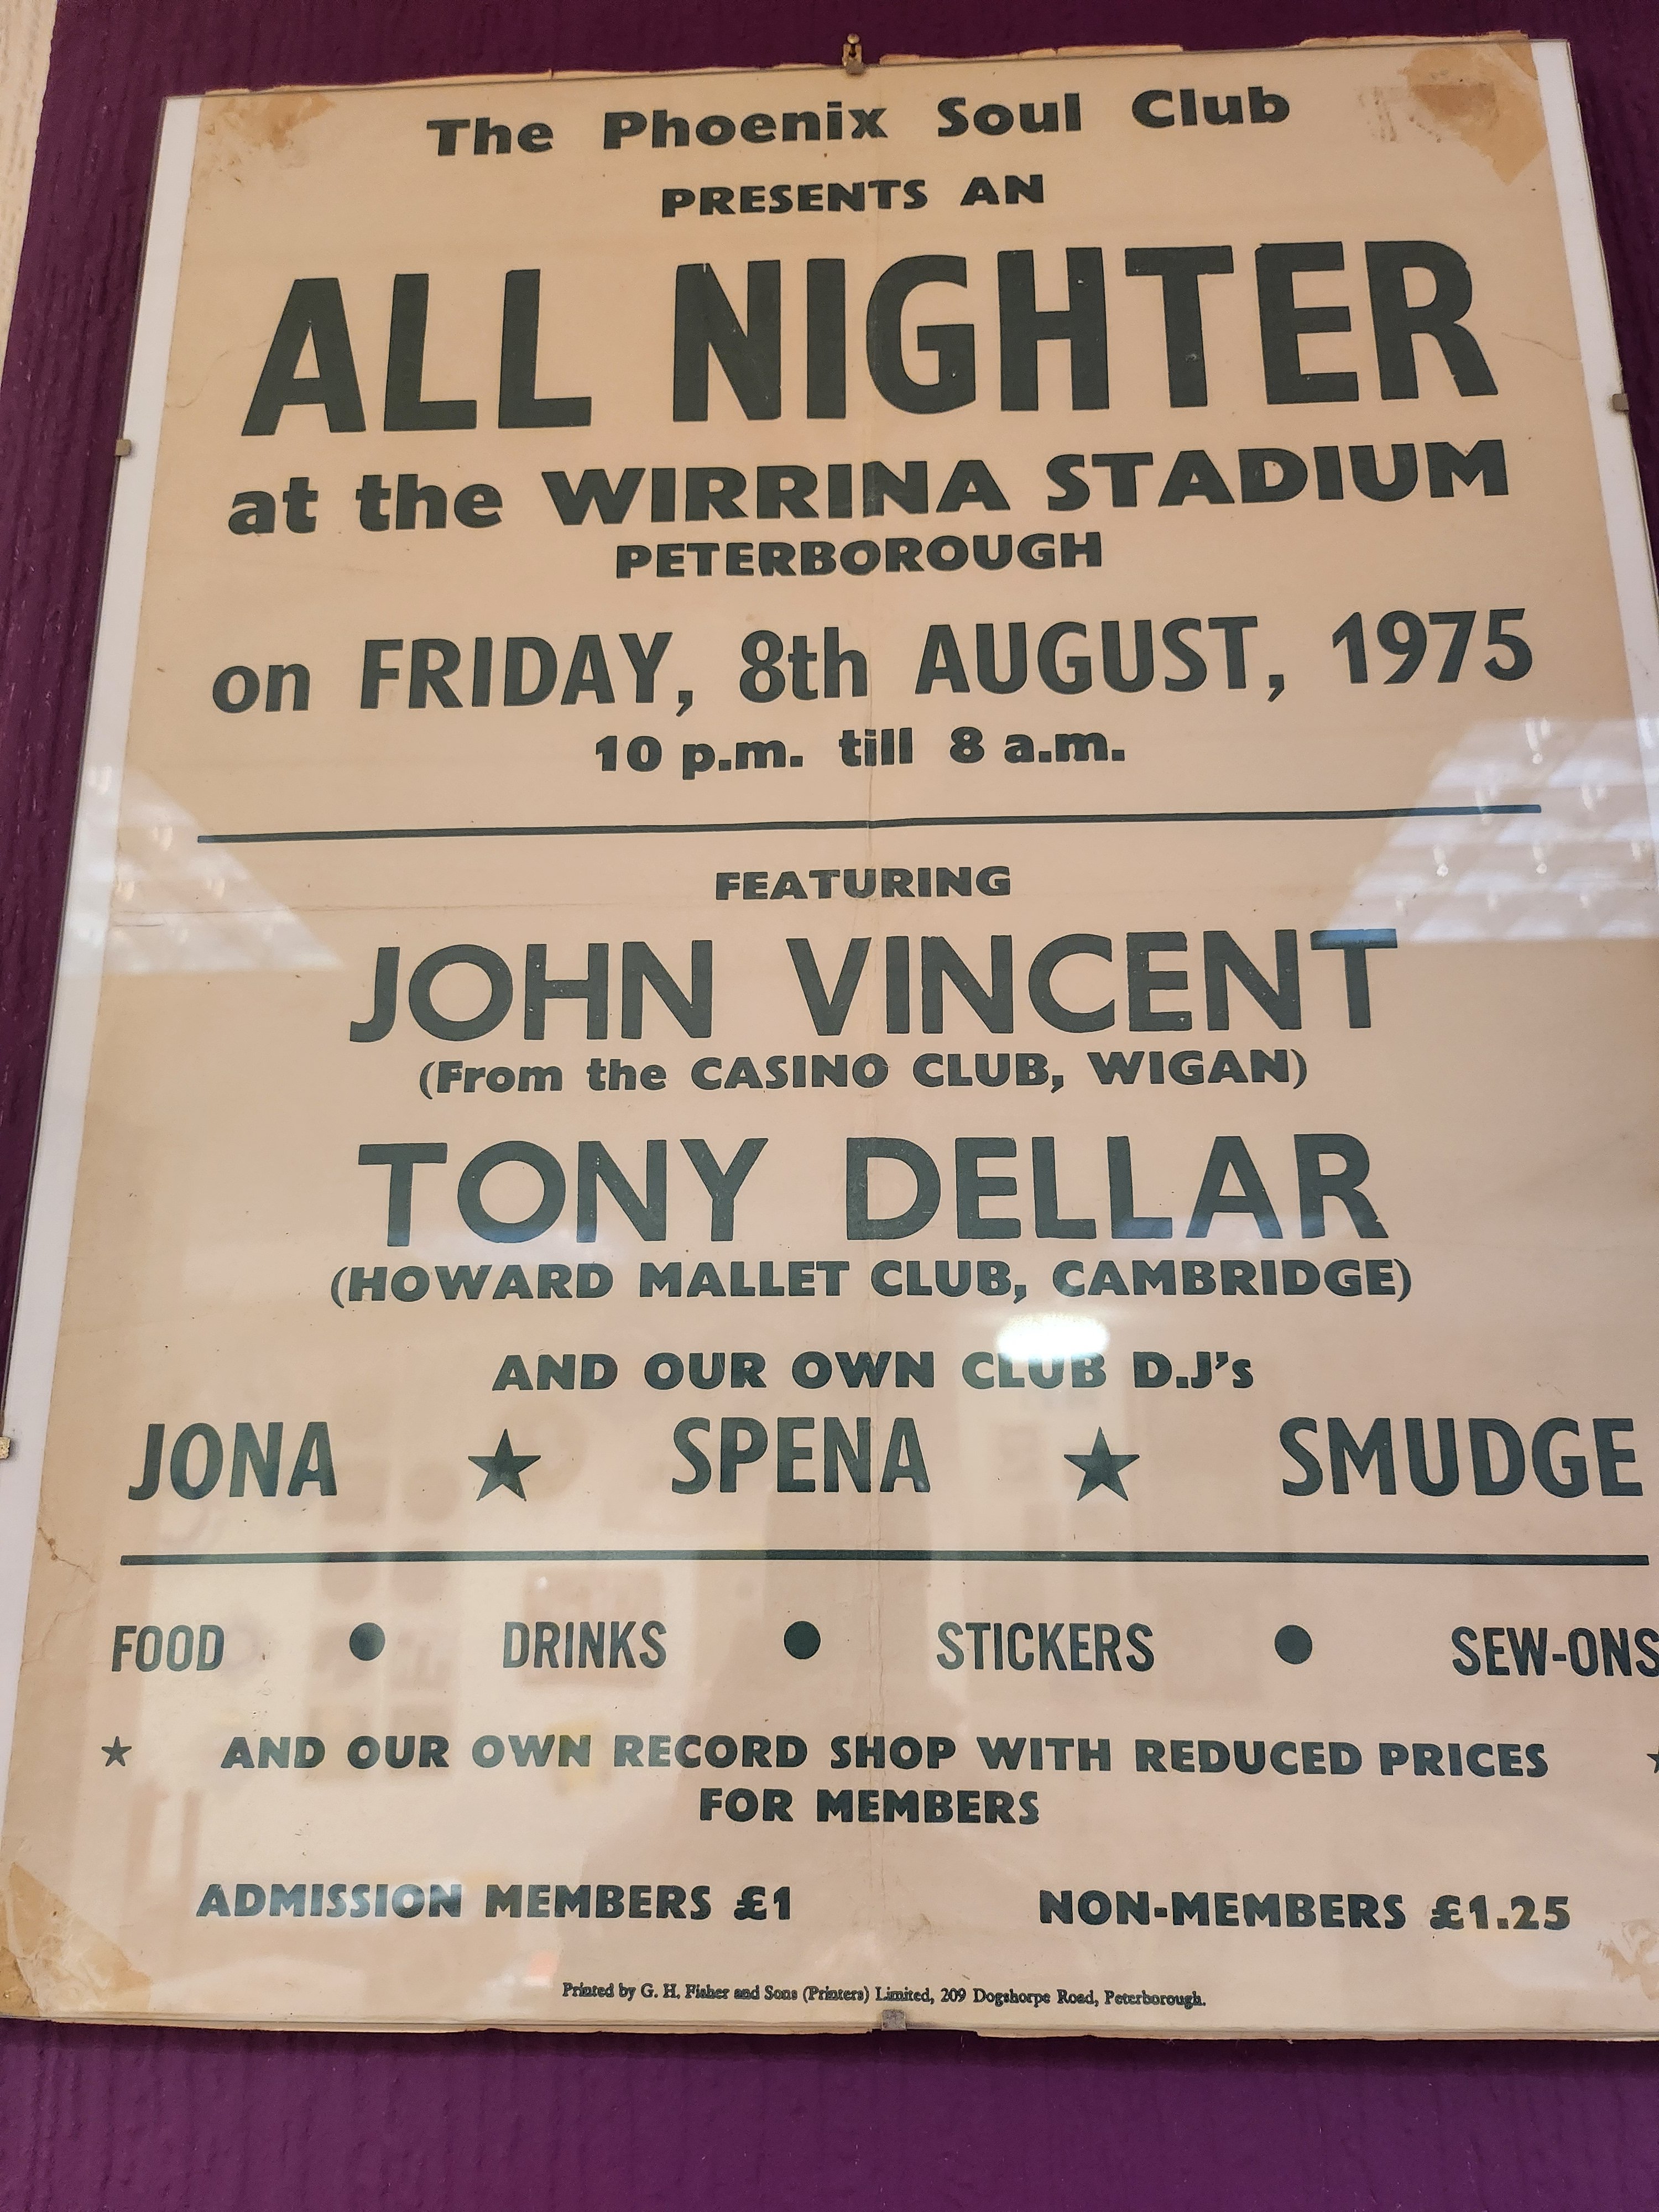 The Phoenix Soul Club
PRESENTS AN
ALL NIGHTER
at the WIRRINA STADIUM
PETERBOROUGH
on FRIDAY, 8th AUGUST, 1975
10 p.m. till 8 a.m.
FEATURING
JOHN VINCENT
(From the CASINO CLUB, WIGAN)
TONY DELLAR
(HOWARD MALLET CLUB, CAMBRIDGE)
AND OUR OWN CLUB D.J's
JONA ★ SPENA ★ SMUDGE
FOOD ● DRINKS ● STICKERS ● SEW-ONS
★ AND OUR OWN RECORD SHOP WITH REDUCED PRICES ★
FOR MEMBERS
ADMISSION MEMBERS £1 NON-MEMBERS £1.25
Printed by G. H. Fisher and Sons (Printers) Limited, 209 Dogsthorpe Road, Peterborough.